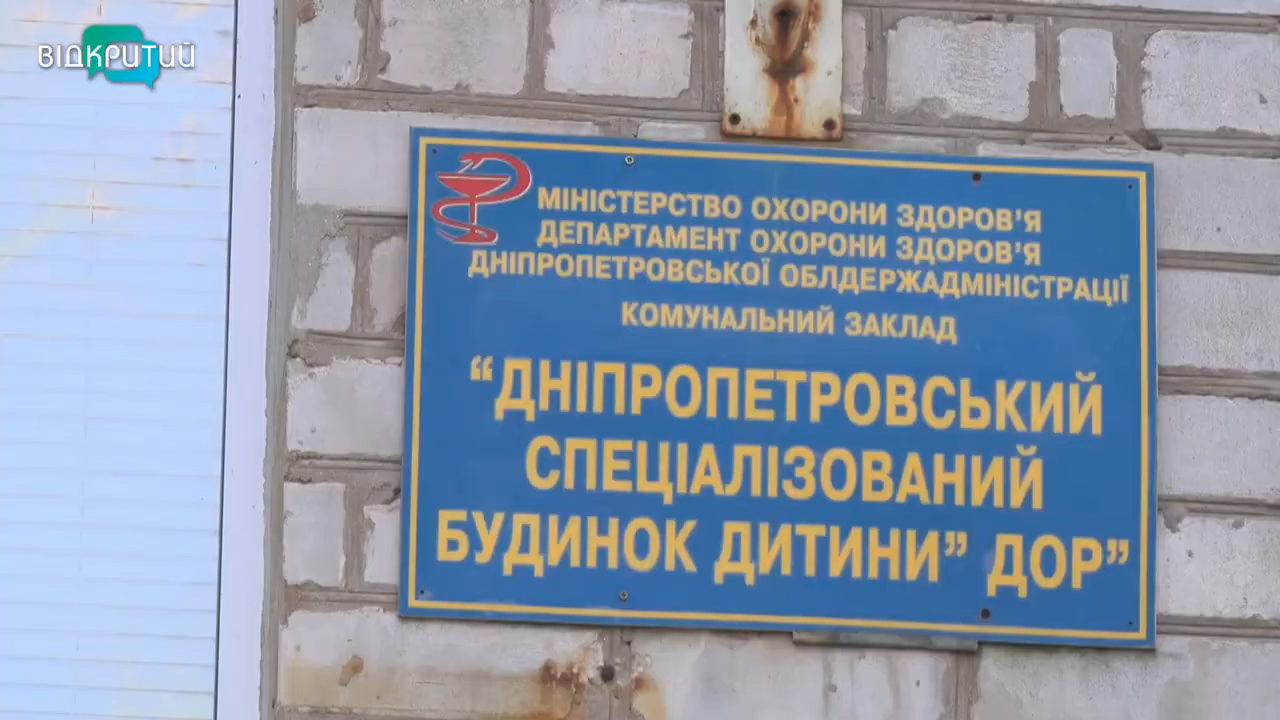 ВІДКРИТИЙ
МІНІСТЕРСТВО ОХОРОНИ ЗДОРОВ’Я
ДЕПАРТАМЕНТ ОХОРОНИ ЗДОРОВ’Я
ДНІПРОПЕТРОВСЬКОЇ ОБЛДЕРЖАДМІНІСТРАЦІЇ
КОМУНАЛЬНИЙ ЗАКЛАД
“ДНІПРОПЕТРОВСЬКИЙ
СПЕЦІАЛІЗОВАНИЙ
БУДИНОК ДИТИНИ” ДОР”